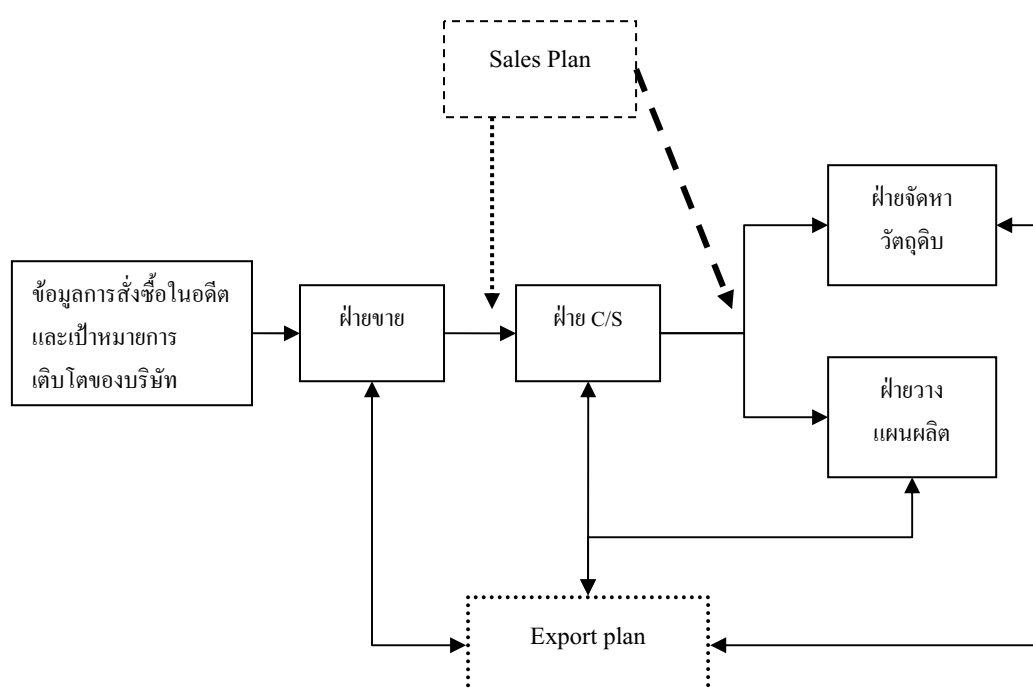 Sales Plan
ฝ่ายจัดหา
วัตถุดิบ
ข้อมูลการสั่งซื้อในอดีต
และเป้าหมายการ
เติบโตของบริษัท
ฝ่ายขาย
ฝ่าย C/S
ฝ่ายวาง
แผนผลิต
Export plan